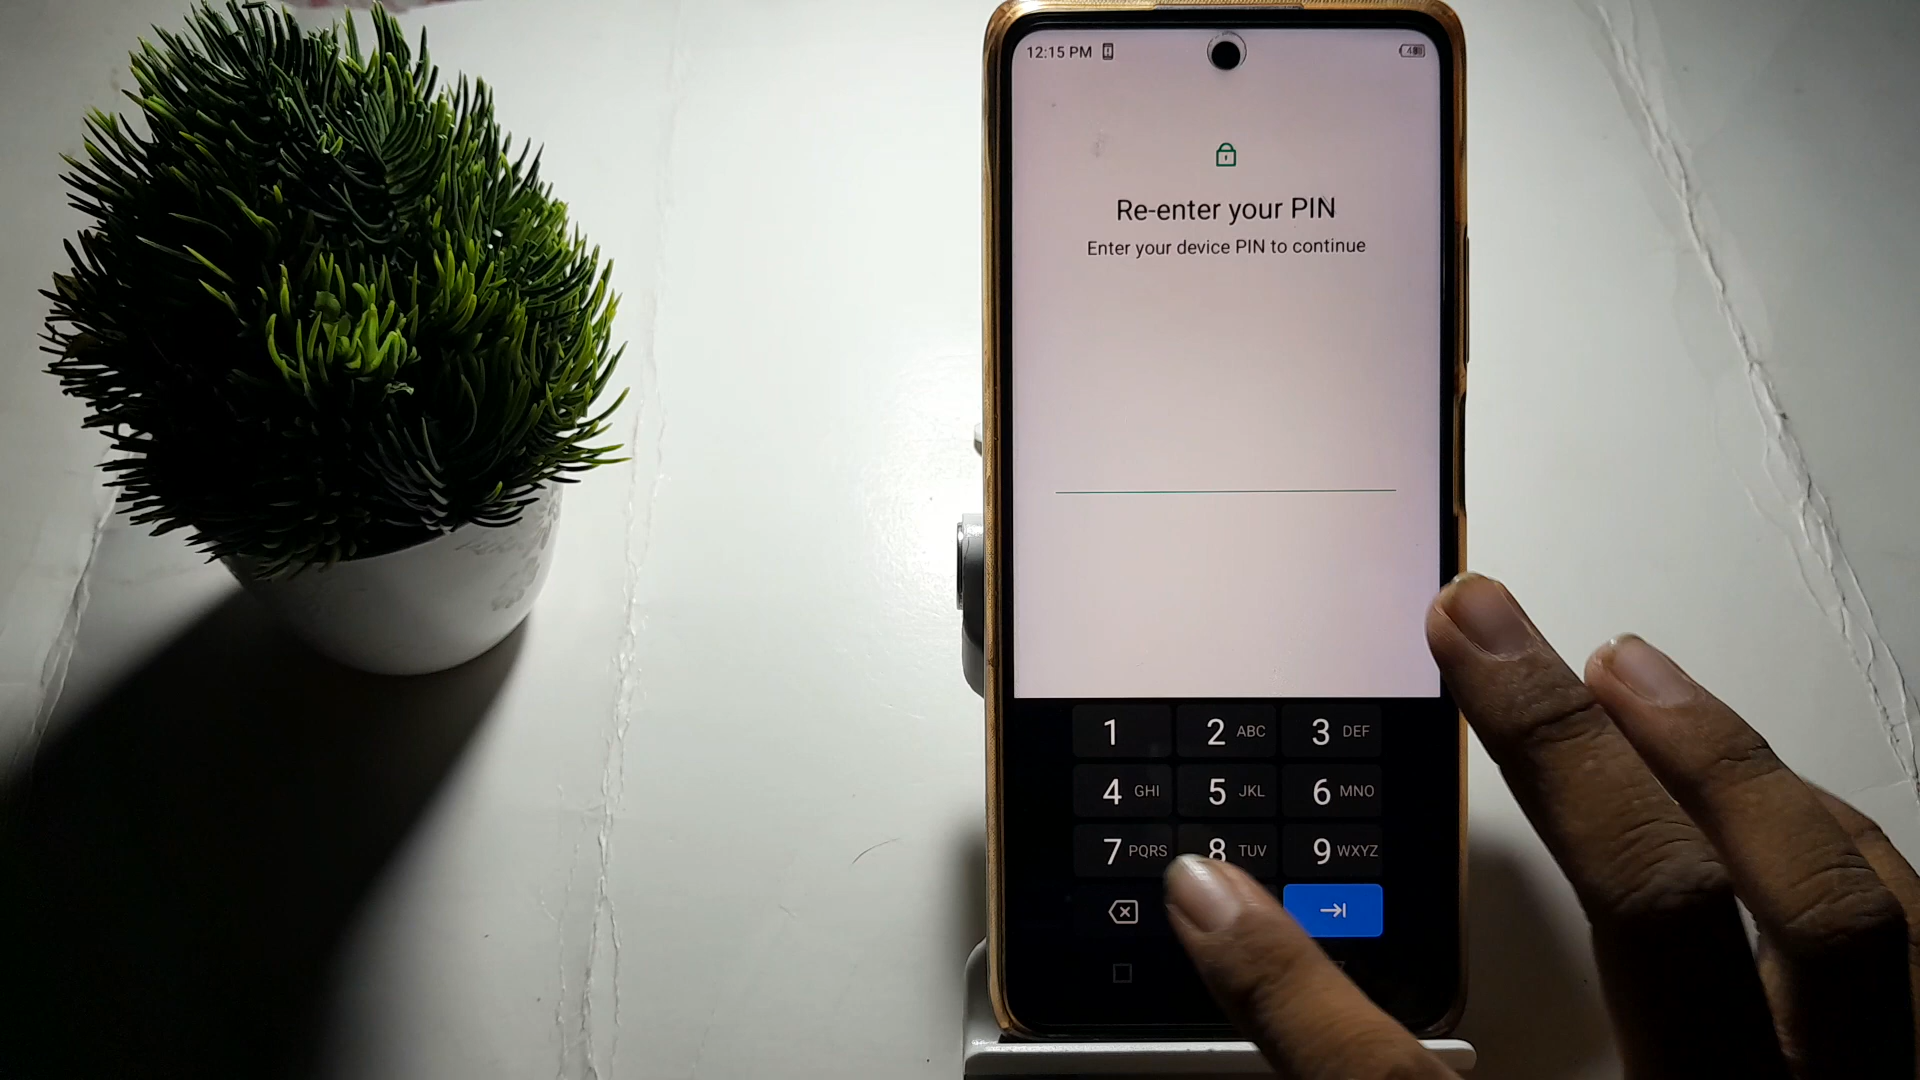 12:15 PM
48
Re-enter your PIN
Enter your device PIN to continue
1 2 ABC 3 DEF
4 GHI 5 JKL 6 MNO
7 PQRS 8 TUV 9 WXYZ